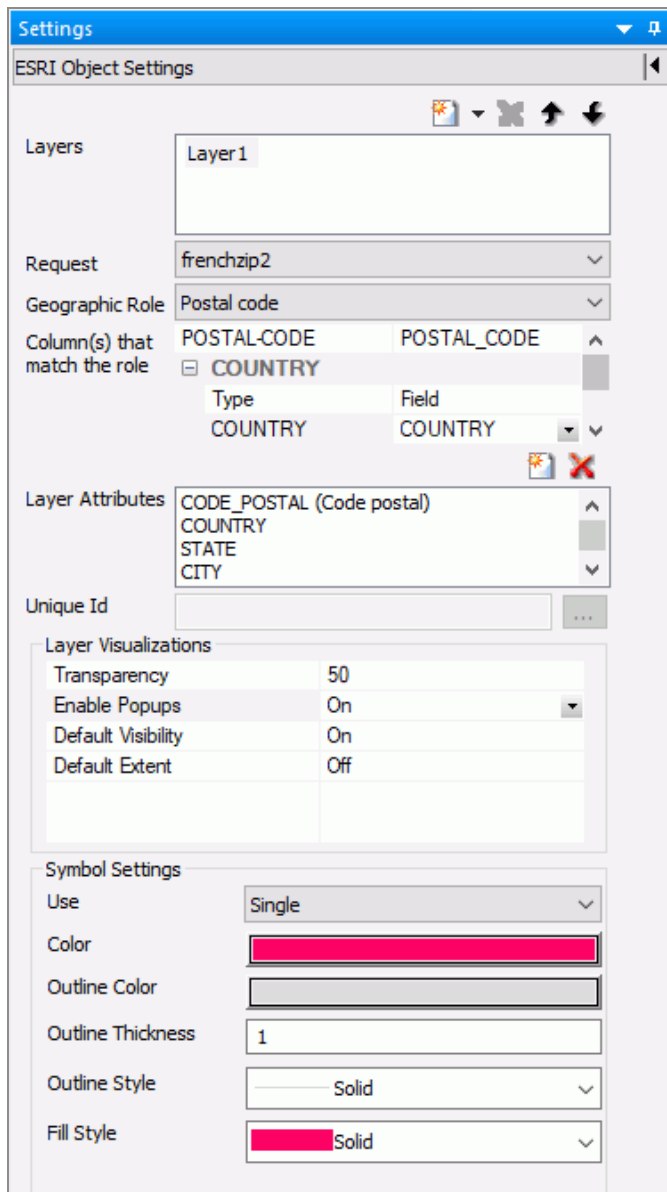 Settings
ESRI Object Settings
Layers
Layer1
Request frenchzip2
Geographic Role Postal code
Column(s) that match the role
POSTAL-CODE POSTAL_CODE
COUNTRY
Type Field
COUNTRY COUNTRY
Layer Attributes
CODE_POSTAL (Code postal)
COUNTRY
STATE
CITY
Unique Id ...
Layer Visualizations
Transparency 50
Enable Popups On
Default Visibility On
Default Extent Off
Symbol Settings
Use Single
Color
Outline Color
Outline Thickness 1
Outline Style Solid
Fill Style Solid